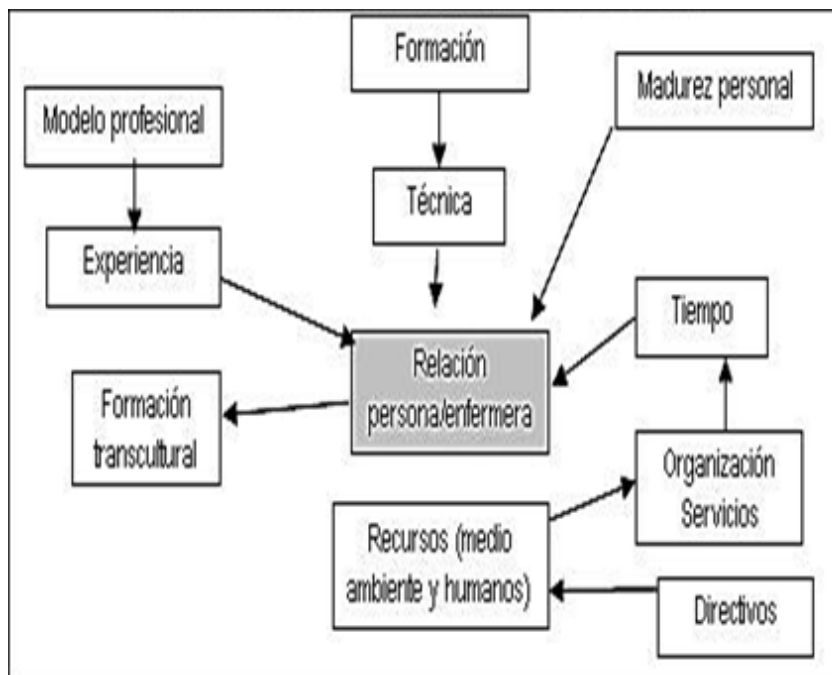 Formación
Madurez personal
Modelo profesional
Técnica
Experiencia
Tiempo
Relación
persona/enfermera
Formación
transcultural
Organización
Servicios
Recursos (medio
ambiente y humanos)
Directivos